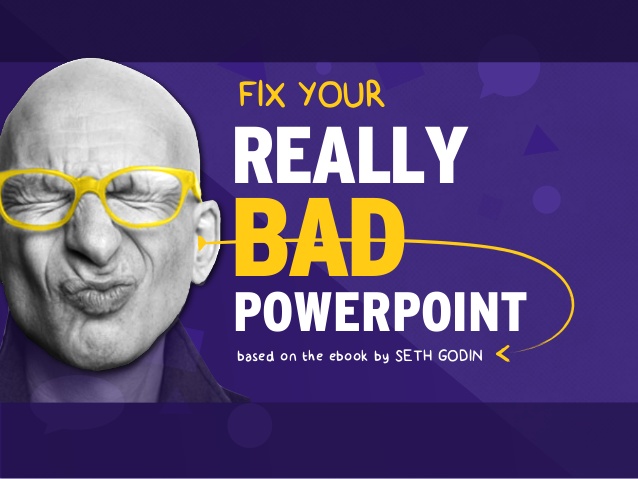 FIX YOUR
REALLY
BAD
POWERPOINT
based on the ebook by SETH GODIN